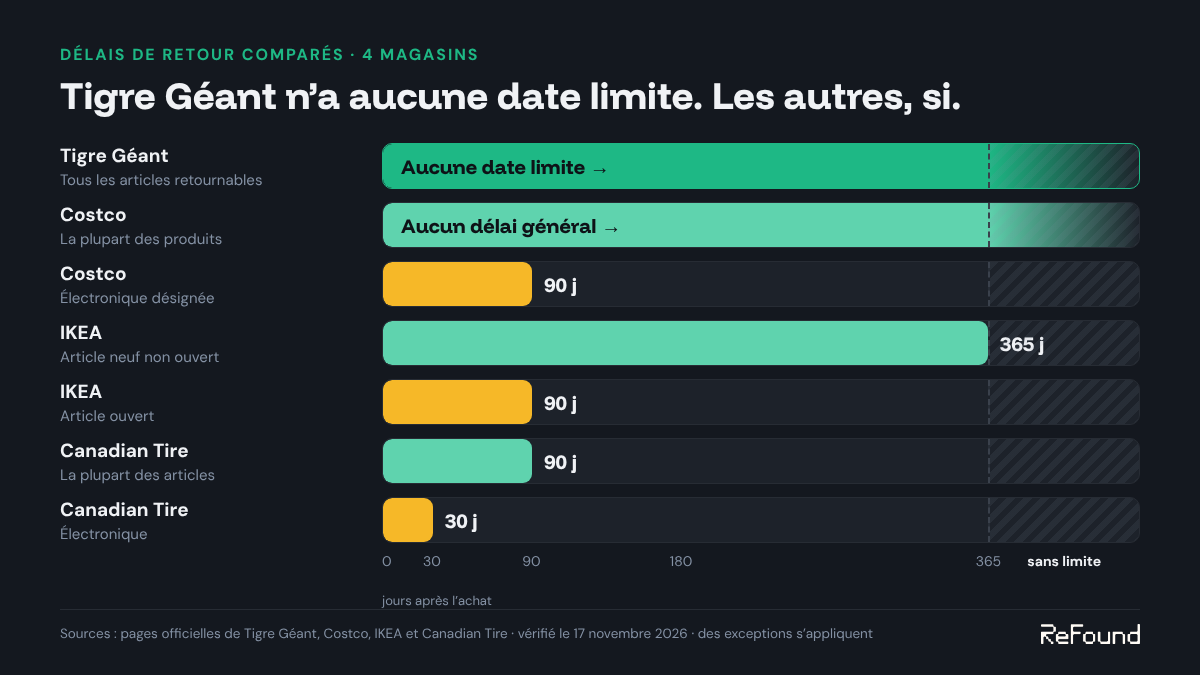 DÉLAIS DE RETOUR COMPARÉS · 4 MAGASINS
Tigre Géant n’a aucune date limite. Les autres, si.
Tigre Géant
Tous les articles retournables
Aucune date limite →
Costco
La plupart des produits
Aucun délai général →
Costco
Électronique désignée
90 j
IKEA
Article neuf non ouvert
365 j
IKEA
Article ouvert
90 j
Canadian Tire
La plupart des articles
90 j
Canadian Tire
Électronique
30 j
0 30 90 180 365 sans limite
jours après l’achat
Sources : pages officielles de Tigre Géant, Costco, IKEA et Canadian Tire · vérifié le 17 novembre 2026 · des exceptions s’appliquent
ReFound